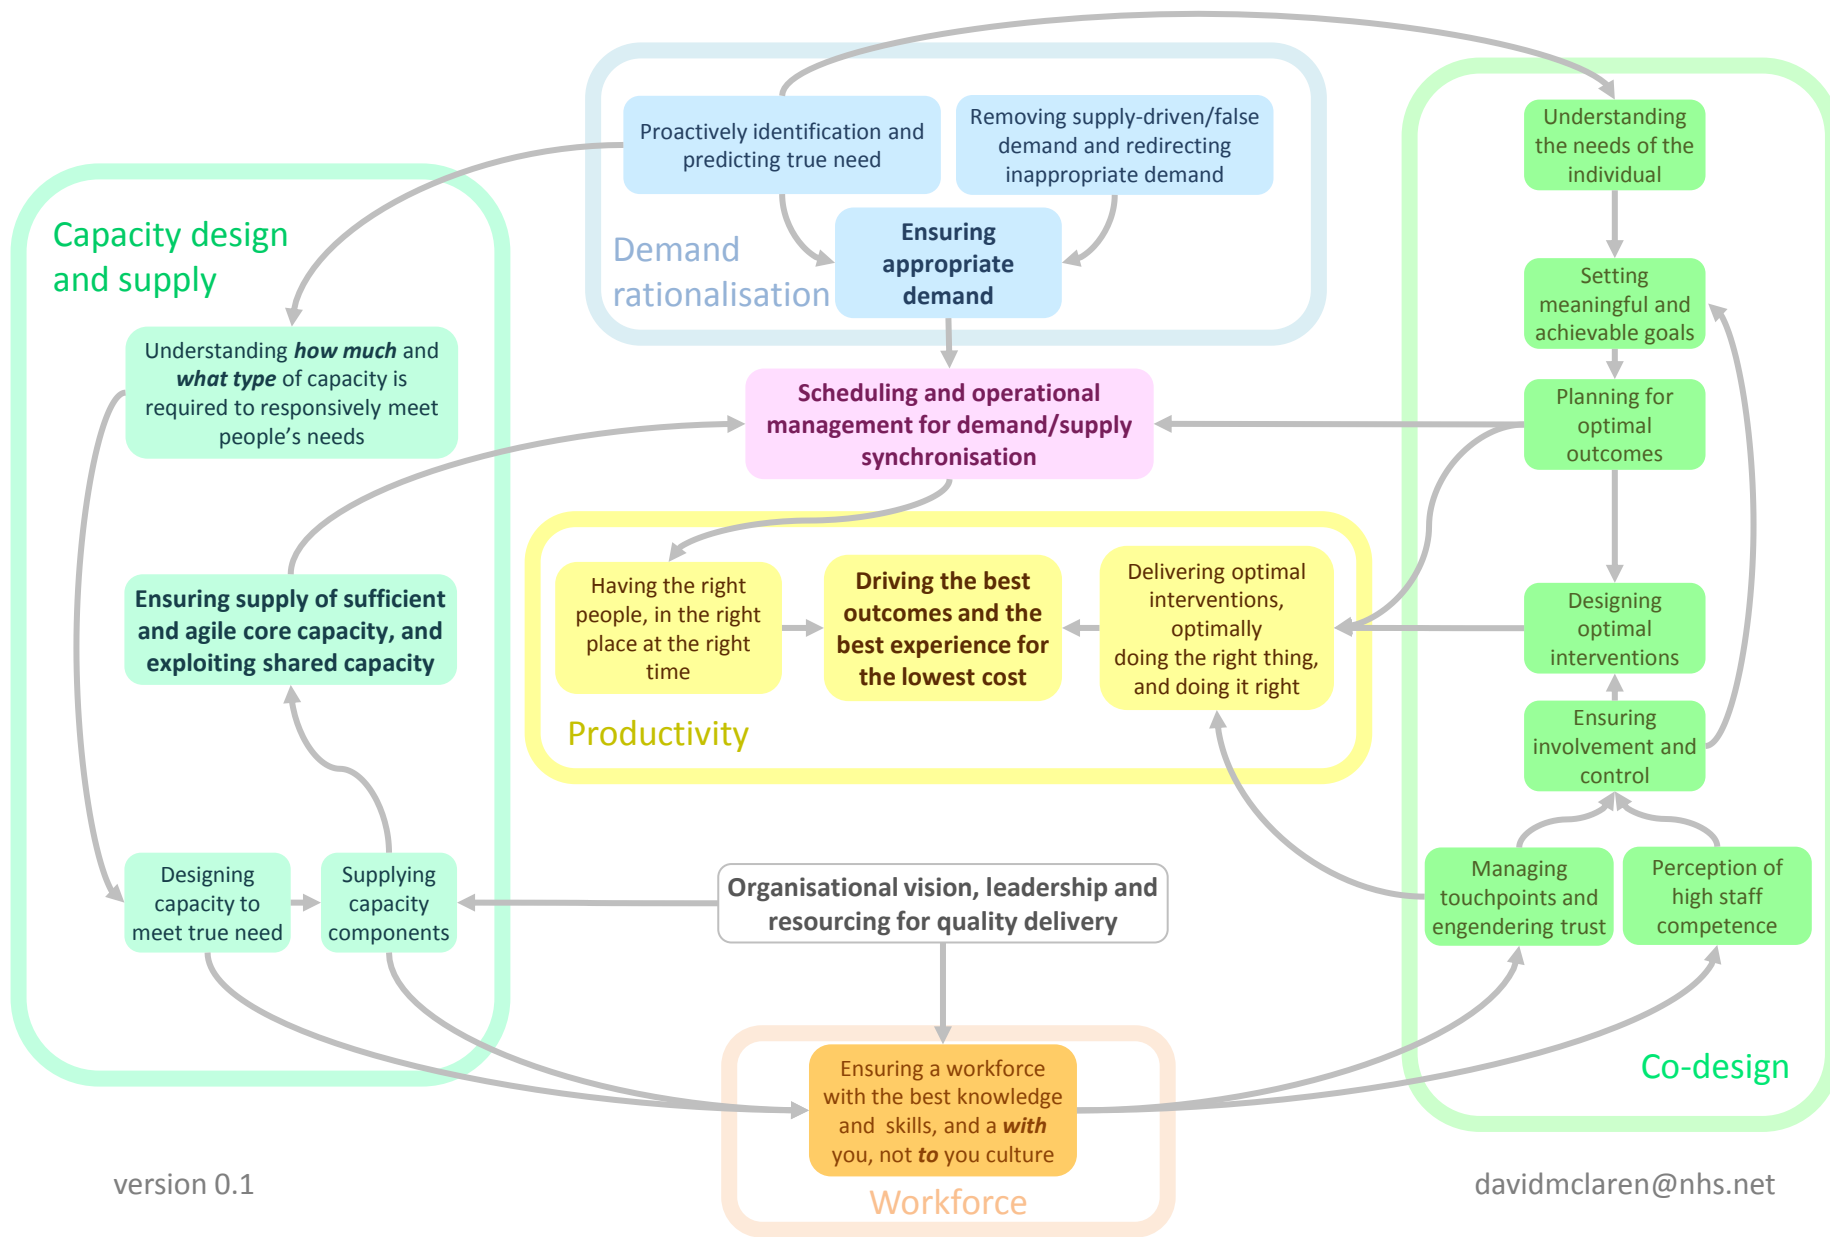 Proactively identification and
predicting true need
Removing supply-driven/false
demand and redirecting
inappropriate demand
Ensuring
appropriate
demand
Demand
rationalisation
Understanding
the needs of the
individual
Setting
meaningful and
achievable goals
Planning for
optimal
outcomes
Designing
optimal
interventions
Ensuring
involvement and
control
Managing
touchpoints and
engendering trust
Perception of
high staff
competence
Co-design
Capacity design
and supply
Understanding how much and
what type of capacity is
required to responsively meet
people's needs
Ensuring supply of sufficient
and agile core capacity, and
exploiting shared capacity
Designing
capacity to
meet true need
Supplying
capacity
components
Scheduling and operational
management for demand/supply
synchronisation
Having the right
people, in the right
place at the right
time
Driving the best
outcomes and the
best experience for
the lowest cost
Delivering optimal
interventions,
optimally
doing the right thing,
and doing it right
Productivity
Organisational vision, leadership and
resourcing for quality delivery
Ensuring a workforce
with the best knowledge
and skills, and a with
you, not to you culture
Workforce
version 0.1
davidmclaren@nhs.net